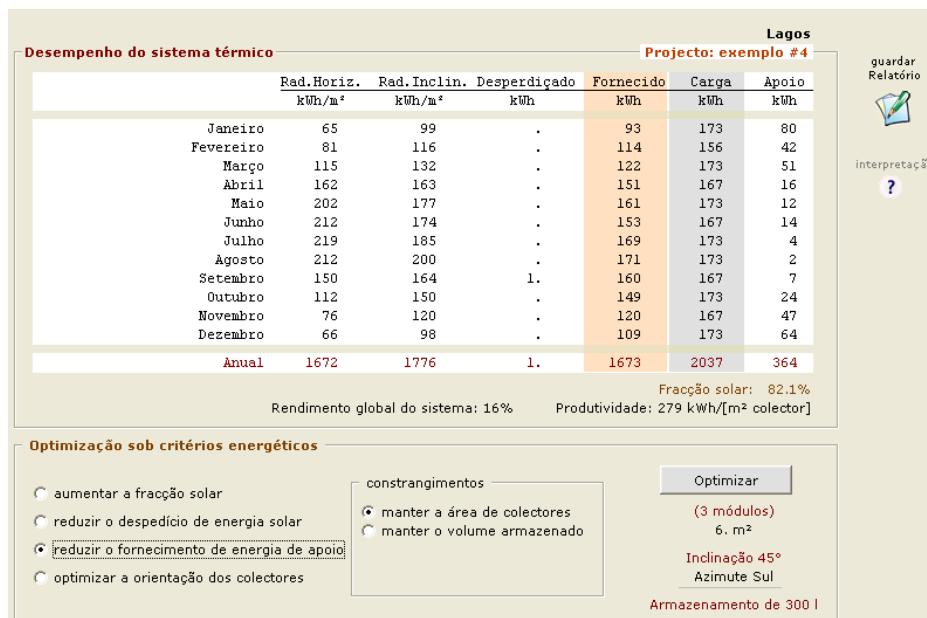 Lagos
Desempenho do sistema térmico
Projecto: exemplo #4
guardar
Relatório
Rad.Horiz. Rad.Inclin. Desperdiçado Fornecido Carga Apoio
kWh/m² kWh/m² kWh kWh kWh kWh
Janeiro 65 99 . 93 173 80
Fevereiro 81 116 . 114 156 42
Março 115 132 . 122 173 51
interpretaçã
Abril 162 163 . 151 167 16
?
Maio 202 177 . 161 173 12
Junho 212 174 . 153 167 14
Julho 219 185 . 169 173 4
Agosto 212 200 . 171 173 2
Setembro 150 164 1. 160 167 7
Outubro 112 150 . 149 173 24
Novembro 76 120 . 120 167 47
Dezembro 66 98 . 109 173 64
Anual 1672 1776 1. 1673 2037 364
Fracção solar: 82.1%
Rendimento global do sistema: 16% Produtividade: 279 kWh/[m² colector]
Optimização sob critérios energéticos
aumentar a fracção solar
reduzir o despedício de energia solar
reduzir o fornecimento de energia de apoio
optimizar a orientação dos colectores
constrangimentos
manter a área de colectores
manter o volume armazenado
Optimizar
(3 módulos)
6. m²
Inclinação 45°
Azimute Sul
Armazenamento de 300 l